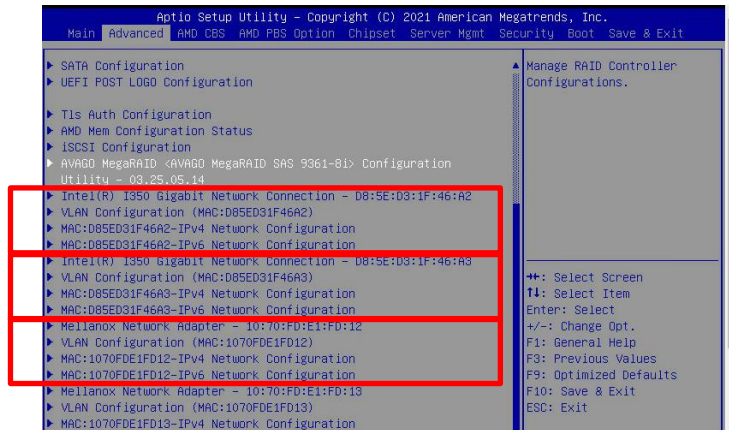 Aptio Setup Utility – Copyright (C) 2021 American Megatrends, Inc.
Main Advanced AMD CBS AMD PBS Option Chipset Server Mgmt Security Boot Save & Exit
SATA Configuration
UEFI POST LOGO Configuration
Tls Auth Configuration
AMD Mem Configuration Status
iSCSI Configuration
AVAGO MegaRAID <AVAGO MegaRAID SAS 9361-8i> Configuration
Utility – 03.25.05.14
Intel(R) I350 Gigabit Network Connection – D8:5E:D3:1F:46:A2
VLAN Configuration (MAC:D85ED31F46A2)
MAC:D85ED31F46A2-IPv4 Network Configuration
MAC:D85ED31F46A2-IPv6 Network Configuration
Intel(R) I350 Gigabit Network Connection – D8:5E:D3:1F:46:A3
VLAN Configuration (MAC:D85ED31F46A3)
MAC:D85ED31F46A3-IPv4 Network Configuration
MAC:D85ED31F46A3-IPv6 Network Configuration
Mellanox Network Adapter – 10:70:FD:E1:FD:12
VLAN Configuration (MAC:1070FDE1FD12)
MAC:1070FDE1FD12-IPv4 Network Configuration
MAC:1070FDE1FD12-IPv6 Network Configuration
Mellanox Network Adapter – 10:70:FD:E1:FD:13
VLAN Configuration (MAC:1070FDE1FD13)
MAC:1070FDE1FD13-IPv4 Network Configuration
Manage RAID Controller
Configurations.
→←: Select Screen
↑↓: Select Item
Enter: Select
+/-: Change Opt.
F1: General Help
F3: Previous Values
F9: Optimized Defaults
F10: Save & Exit
ESC: Exit